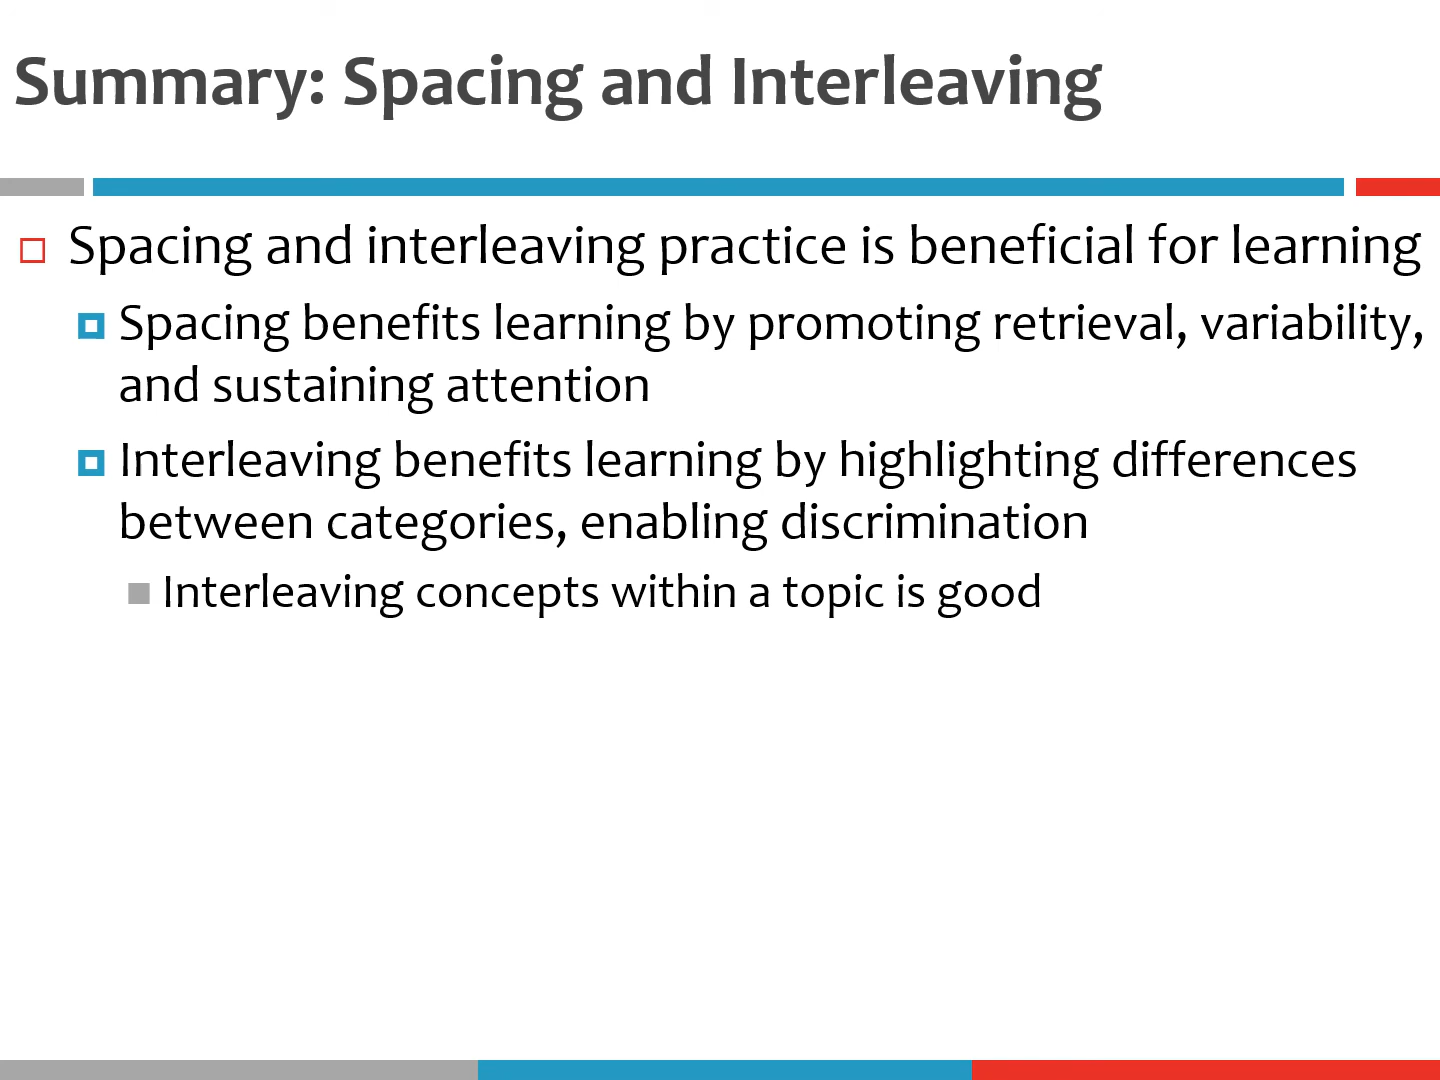 Summary: Spacing and Interleaving
Spacing and interleaving practice is beneficial for learning
Spacing benefits learning by promoting retrieval, variability,
and sustaining attention
Interleaving benefits learning by highlighting differences
between categories, enabling discrimination
Interleaving concepts within a topic is good